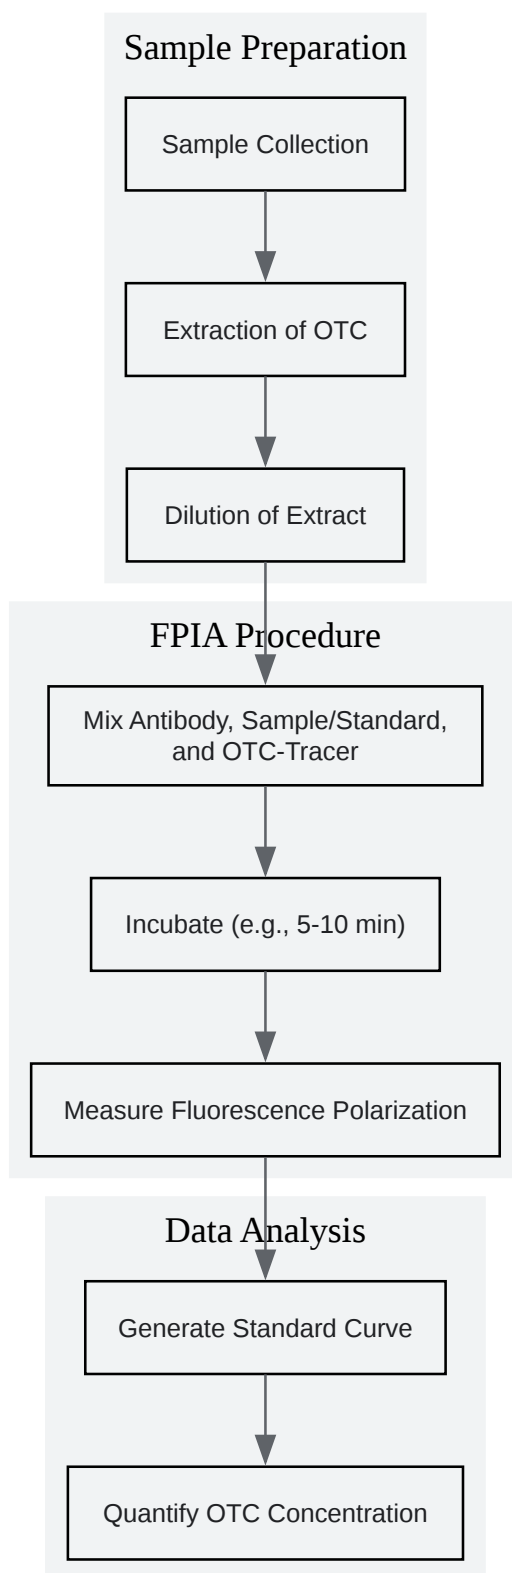 Sample Preparation
Sample Collection
Extraction of OTC
Dilution of Extract
FPIA Procedure
Mix Antibody, Sample/Standard,
and OTC-Tracer
Incubate (e.g., 5-10 min)
Measure Fluorescence Polarization
Data Analysis
Generate Standard Curve
Quantify OTC Concentration